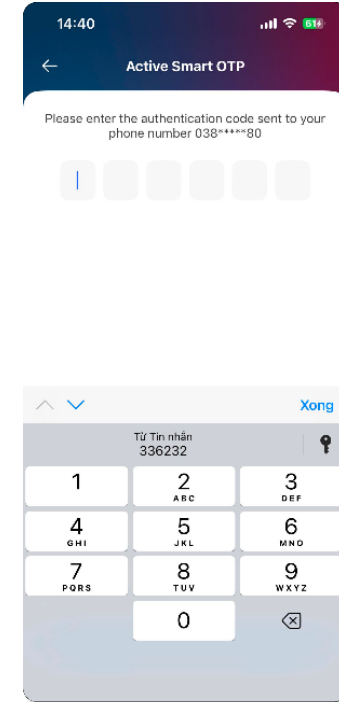 14:40
61
Active Smart OTP
Please enter the authentication code sent to your
phone number 038*****80
Xong
Từ Tin nhắn
336232
1
2
ABC
3
DEF
4
GHI
5
JKL
6
MNO
7
PQRS
8
TUV
9
WXYZ
0